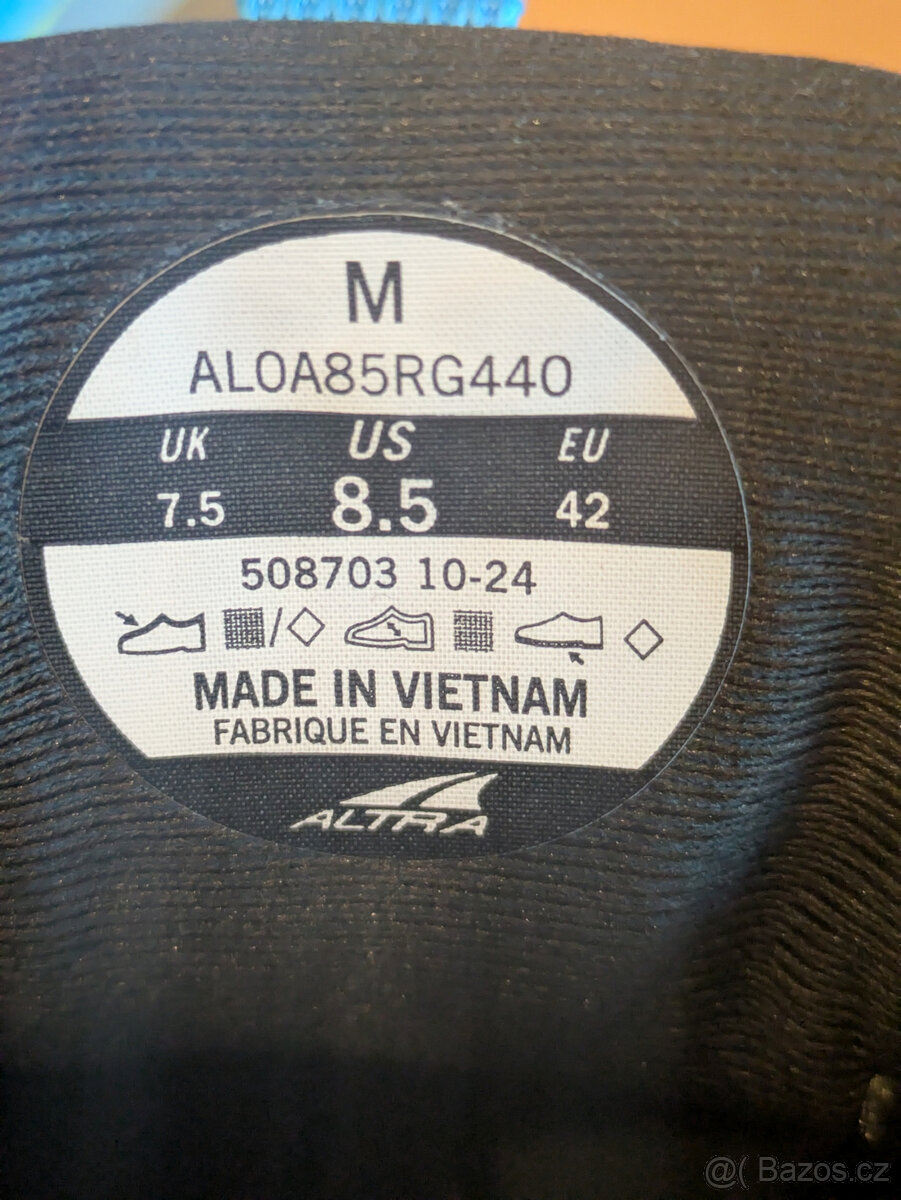 M
AL0A85RG440
UK US EU
7.5 8.5 42
508703 10-24
MADE IN VIETNAM
FABRIQUE EN VIETNAM
ALTRA
@( Bazos.cz